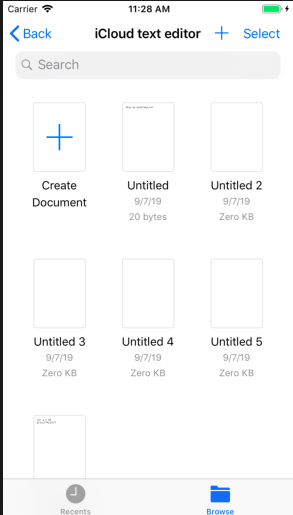 Carrier 11:28 AM
Back iCloud text editor Select
Search
Create Document
Untitled
9/7/19
20 bytes
Untitled 2
9/7/19
Zero KB
Untitled 3
9/7/19
Zero KB
Untitled 4
9/7/19
Zero KB
Untitled 5
9/7/19
Zero KB
Recents Browse